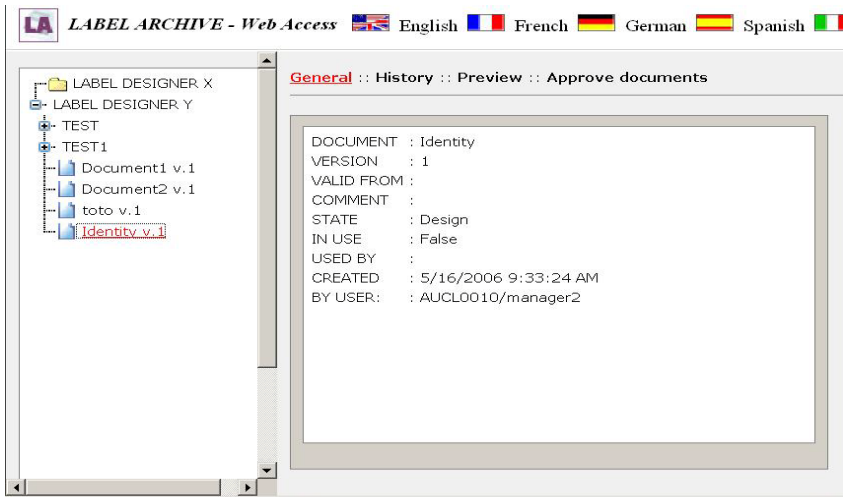 LA LABEL ARCHIVE - Web Access English French German Spanish
LABEL DESIGNER X
LABEL DESIGNER Y
TEST
TEST1
Document1 v.1
Document2 v.1
toto v.1
Identity v.1
General :: History :: Preview :: Approve documents
DOCUMENT : Identity
VERSION : 1
VALID FROM :
COMMENT :
STATE : Design
IN USE : False
USED BY :
CREATED : 5/16/2006 9:33:24 AM
BY USER: : AUCL0010/manager2